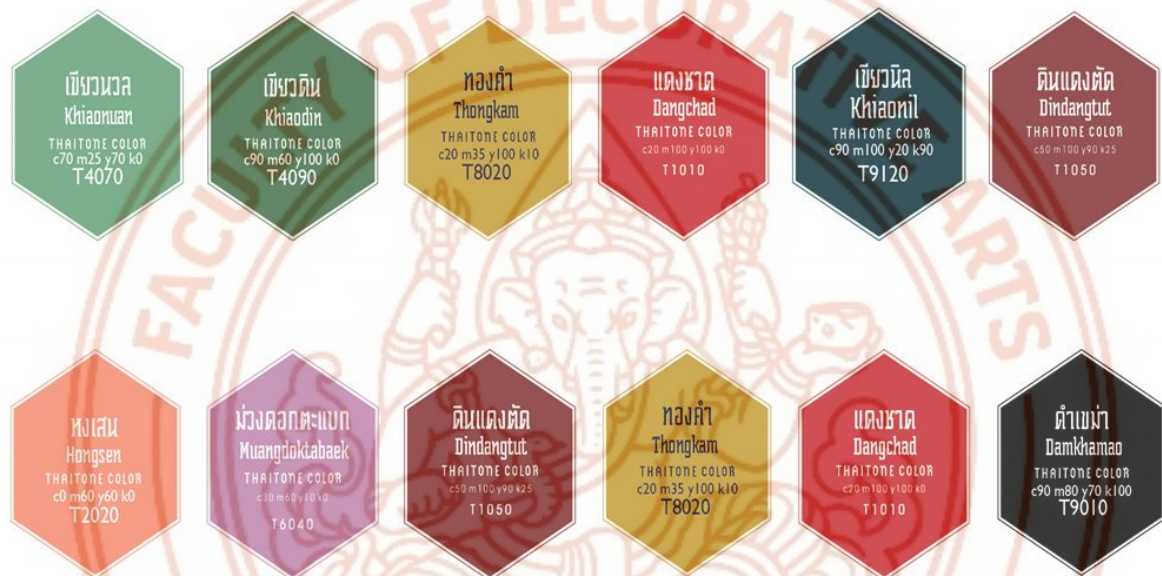 FACULTY OF DECORATIVE ARTS
เขียวนวล
Khiaonuan
THAITONE COLOR
c70 m25 y70 k0
T4070
เขียวดิน
Khiaodin
THAITONE COLOR
c90 m60 y100 k0
T4090
ทองคำ
Thongkam
THAITONE COLOR
c20 m35 y100 k10
T8020
แดงชาด
Dangchad
THAITONE COLOR
c20 m100 y100 k0
T1010
เขียวนิล
Khiaonil
THAITONE COLOR
c90 m100 y20 k90
T9120
ดินแดงตัด
Dindangtut
THAITONE COLOR
c50 m100 y90 k25
T1050
หงเสน
Hongsen
THAITONE COLOR
c0 m60 y60 k0
T2020
ม่วงดอกตะแบก
Muangdoktabaek
THAITONE COLOR
c30 m60 y10 k0
T6040
ดินแดงตัด
Dindangtut
THAITONE COLOR
c50 m100 y90 k25
T1050
ทองคำ
Thongkam
THAITONE COLOR
c20 m35 y100 k10
T8020
แดงชาด
Dangchad
THAITONE COLOR
c20 m100 y100 k0
T1010
ดำเขม่า
Damkhamao
THAITONE COLOR
c90 m80 y70 k100
T9010